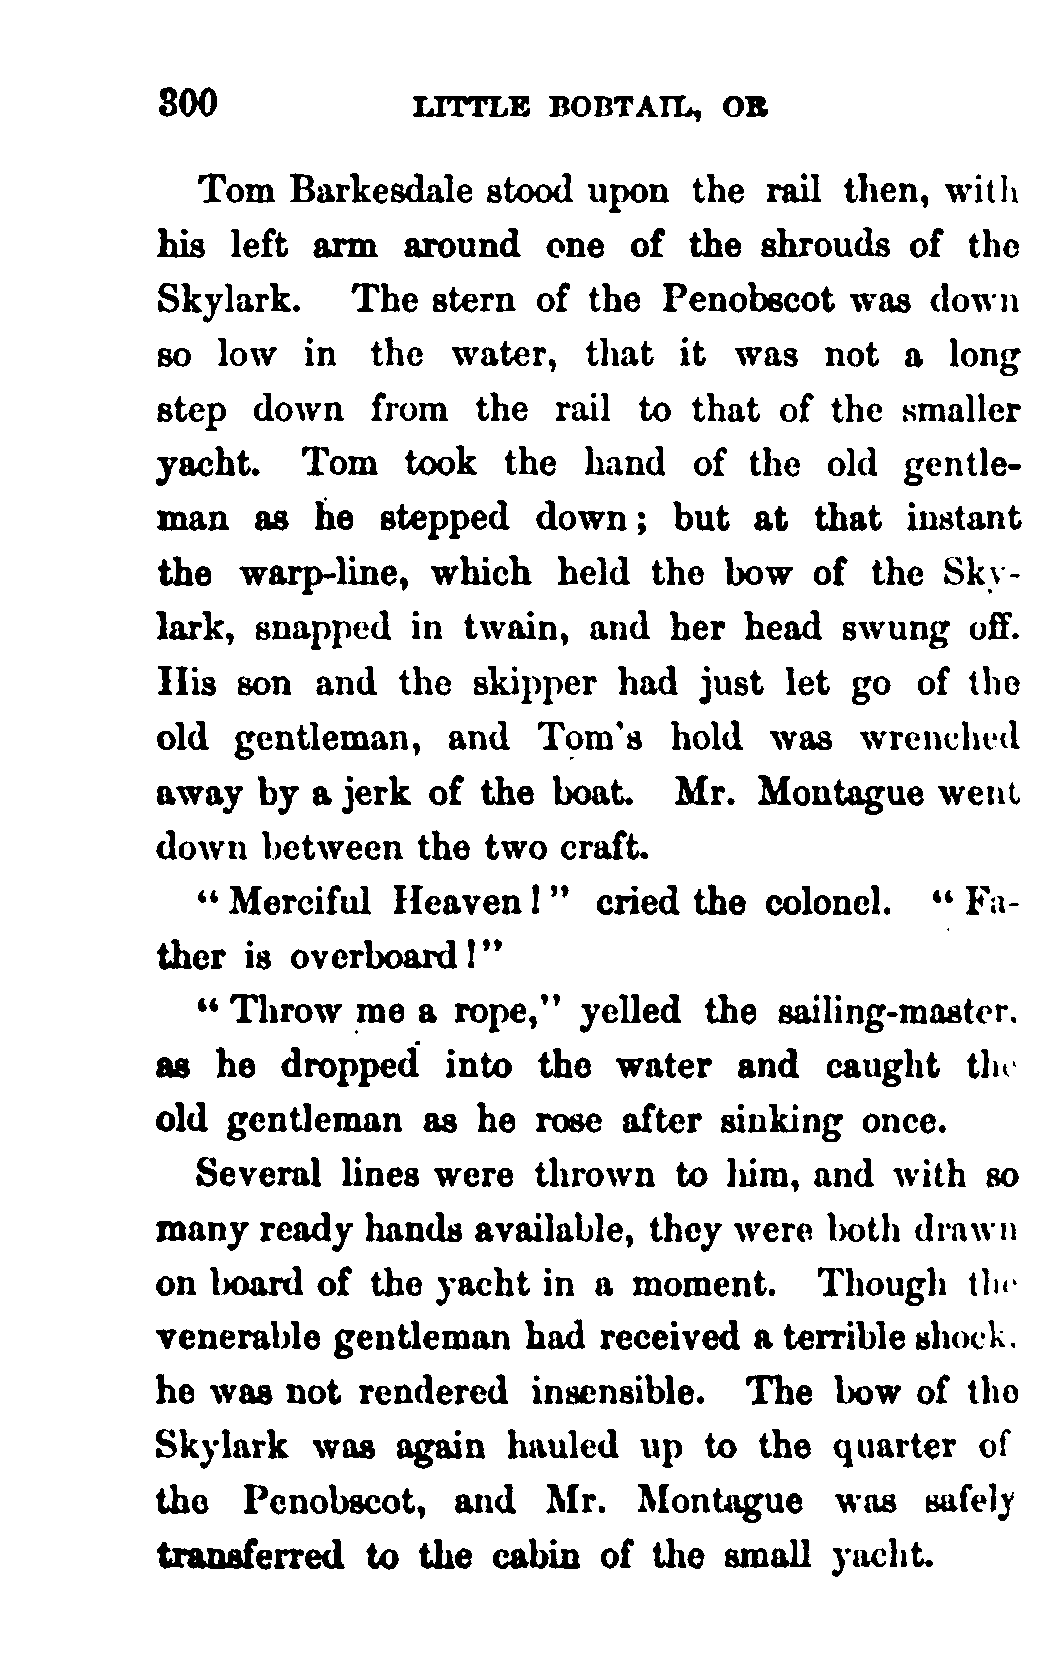 300 LITTLE BOBTAIL, OR
Tom Barkesdale stood upon the rail then, with
his left arm around one of the shrouds of the
Skylark. The stern of the Penobscot was down
so low in the water, that it was not a long
step down from the rail to that of the smaller
yacht. Tom took the hand of the old gentle-
man as he stepped down; but at that instant
the warp-line, which held the bow of the Sky-
lark, snapped in twain, and her head swung off.
His son and the skipper had just let go of the
old gentleman, and Tom's hold was wrenched
away by a jerk of the boat. Mr. Montague went
down between the two craft.
"Merciful Heaven!" cried the colonel. "Fa-
ther is overboard!"
"Throw me a rope," yelled the sailing-master,
as he dropped into the water and caught the
old gentleman as he rose after sinking once.
Several lines were thrown to him, and with so
many ready hands available, they were both drawn
on board of the yacht in a moment. Though the
venerable gentleman had received a terrible shock,
he was not rendered insensible. The bow of the
Skylark was again hauled up to the quarter of
the Penobscot, and Mr. Montague was safely
transferred to the cabin of the small yacht.